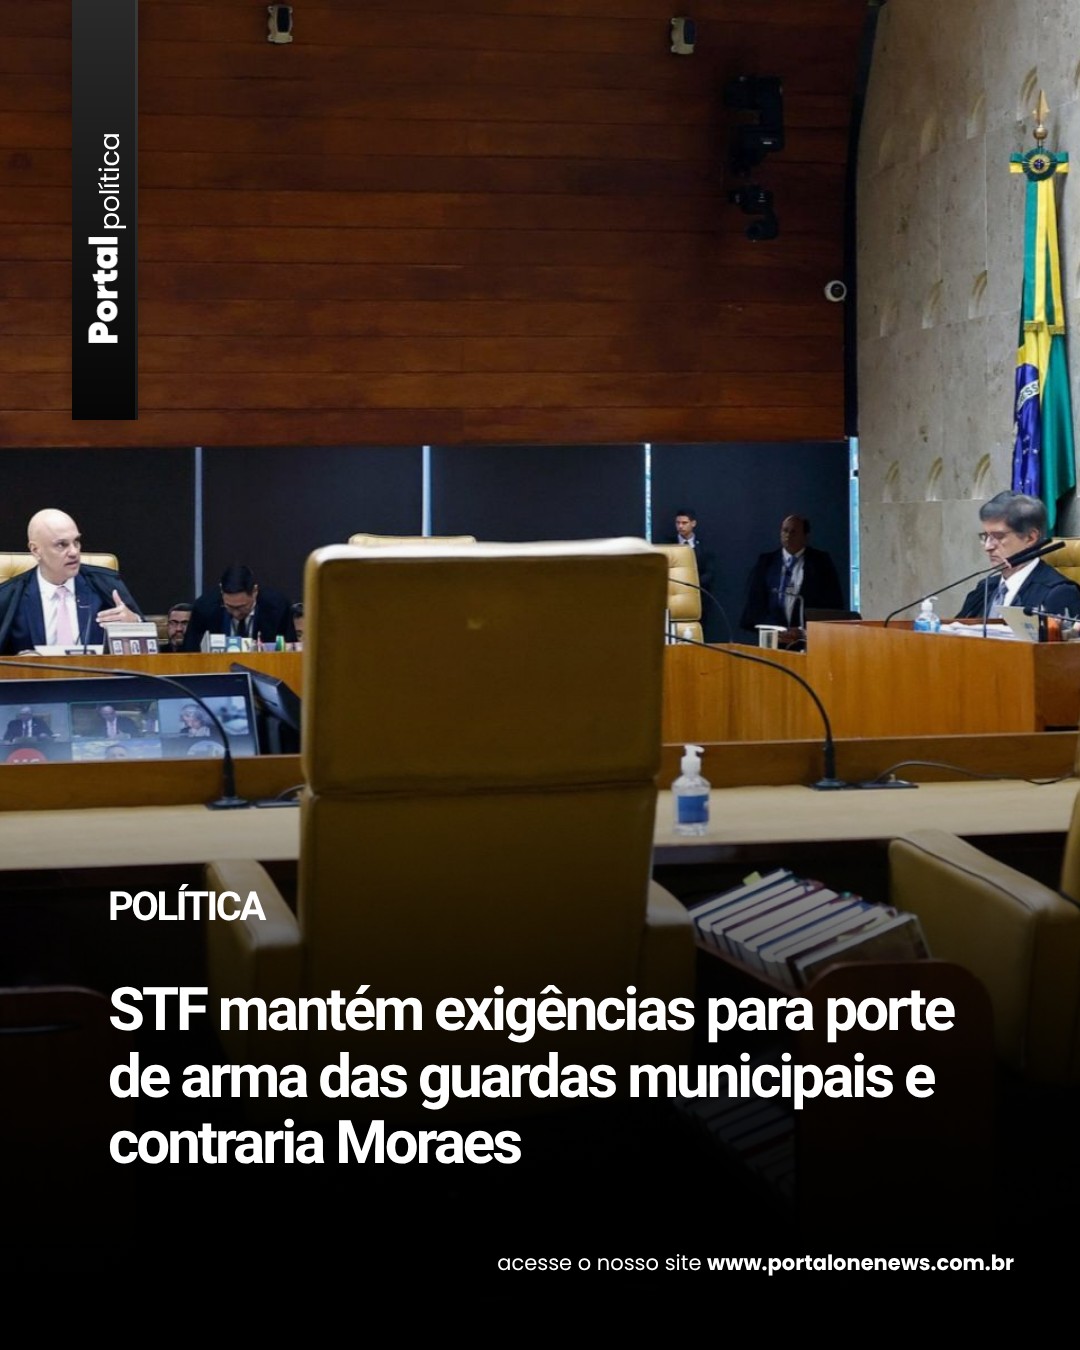 Portal política
POLÍTICA
STF mantém exigências para porte
de arma das guardas municipais e
contraria Moraes
acesse o nosso site www.portalonenews.com.br